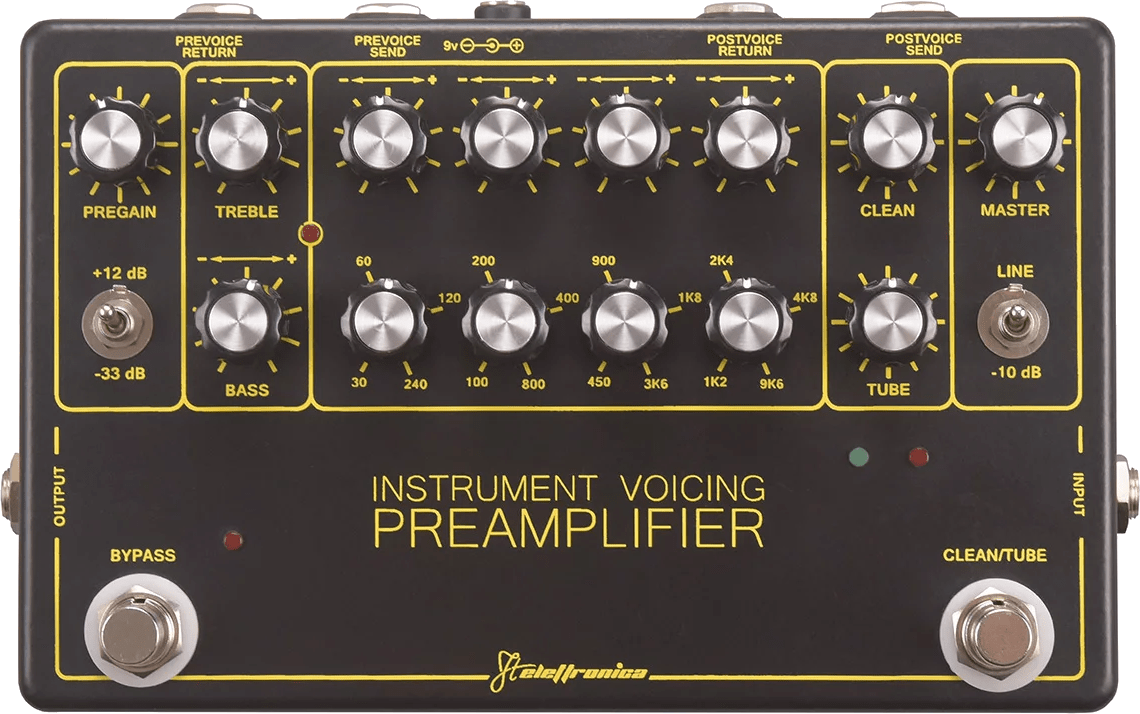 PREVOICE
RETURN
PREVOICE
SEND
9v
POSTVOICE
RETURN
POSTVOICE
SEND
- +
- +
- +
- +
- +
PREGAIN
TREBLE
CLEAN
MASTER
+12 dB
-33 dB
- +
BASS
60
120
30
240
200
400
100
800
900
1K8
450
3K6
2K4
4K8
1K2
9K6
TUBE
LINE
-10 dB
OUTPUT
INPUT
INSTRUMENT VOICING
PREAMPLIFIER
BYPASS
CLEAN/TUBE
JT elettronica